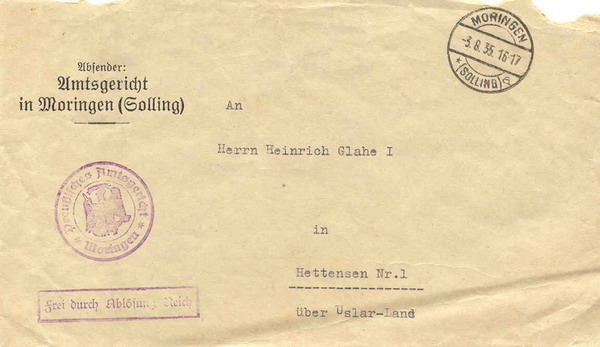 Absender:
Amtsgericht
in Moringen (Solling)
MORINGEN
-3.8.35.16-17
* (SOLLING) c
An
Herrn Heinrich Glahe I
Preußisches Amtsgericht
* Moringen *
in
Hettensen Nr.1
über Uslar-Land
Frei durch Ablösung Reich